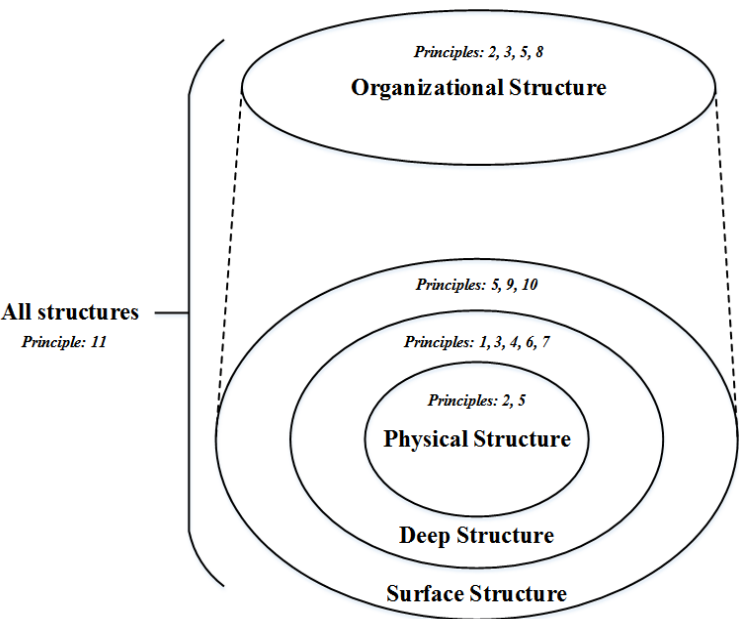 Principles: 2, 3, 5, 8
Organizational Structure
Principles: 5, 9, 10
All structures
Principle: 11
Principles: 1, 3, 4, 6, 7
Principles: 2, 5
Physical Structure
Deep Structure
Surface Structure